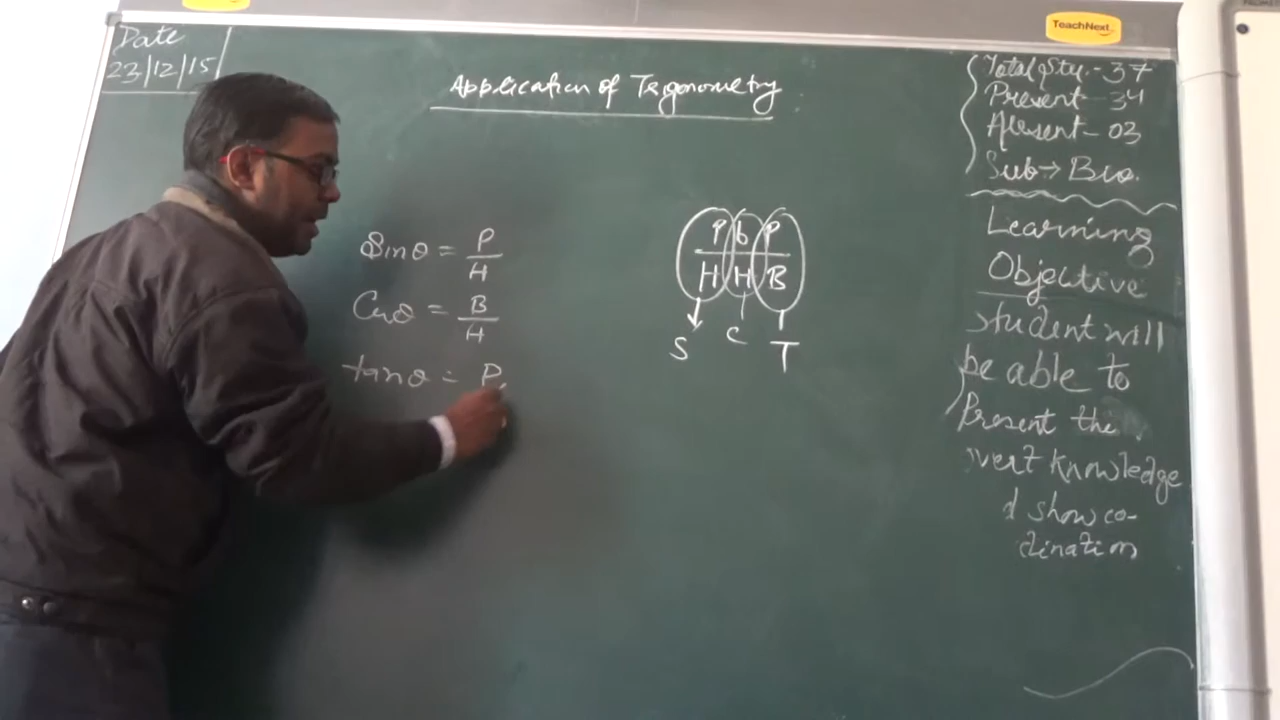 TeachNext
Date
23/12/15
Application of Trigonometry
Total Stu. - 37
Present - 34
Absent - 03
Sub → Bio.
Learning
Objective
student will
be able to
Present the
vert knowledge
d show co-
dination
Sinθ = P/H
Cosθ = B/H
tanθ = P
P b P
H H B
S C T